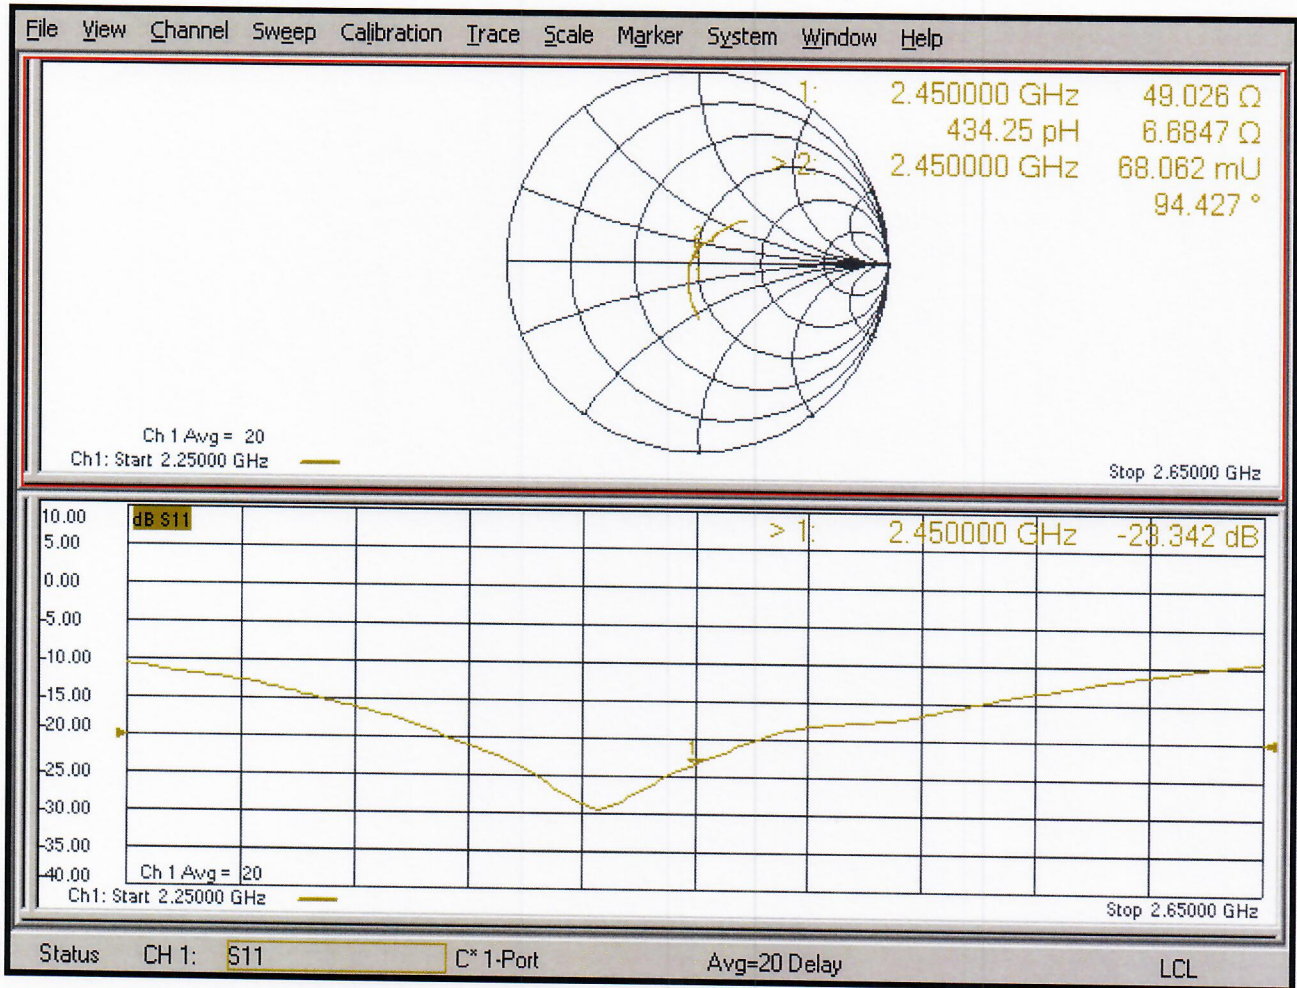 File View Channel Sweep Calibration Trace Scale Marker System Window Help
1: 2.450000 GHz 49.026 Ω
434.25 pH 6.6847 Ω
> 2: 2.450000 GHz 68.062 mU
94.427 °
2
1
Ch 1 Avg = 20
Ch1: Start 2.25000 GHz
Stop 2.65000 GHz
10.00
dB S11
> 1: 2.450000 GHz -23.342 dB
5.00
0.00
-5.00
-10.00
-15.00
-20.00
1
-25.00
-30.00
-35.00
-40.00
Ch 1 Avg = 20
Ch1: Start 2.25000 GHz
Stop 2.65000 GHz
Status CH 1: S11 C* 1-Port Avg=20 Delay LCL